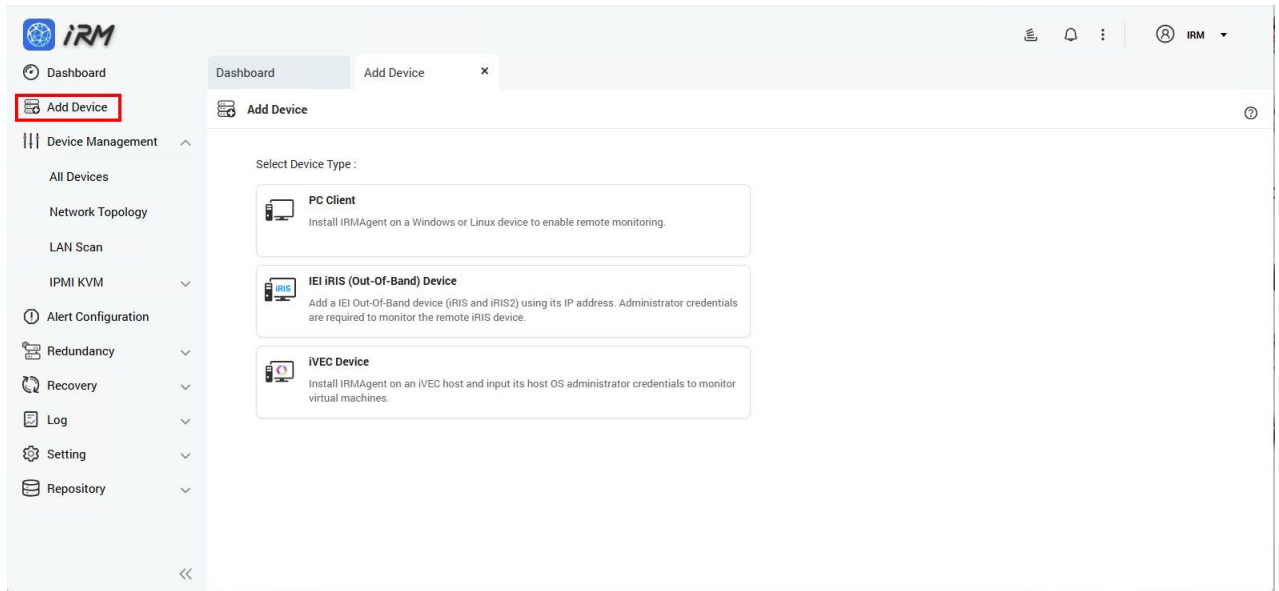 iRM
IRM
Dashboard
Add Device
Device Management
All Devices
Network Topology
LAN Scan
IPMI KVM
Alert Configuration
Redundancy
Recovery
Log
Setting
Repository
Dashboard
Add Device
Add Device
Select Device Type :
PC Client
Install IRMAgent on a Windows or Linux device to enable remote monitoring.
iRIS
IEI iRIS (Out-Of-Band) Device
Add a IEI Out-Of-Band device (iRIS and iRIS2) using its IP address. Administrator credentials
are required to monitor the remote iRIS device.
iVEC Device
Install IRMAgent on an iVEC host and input its host OS administrator credentials to monitor
virtual machines.